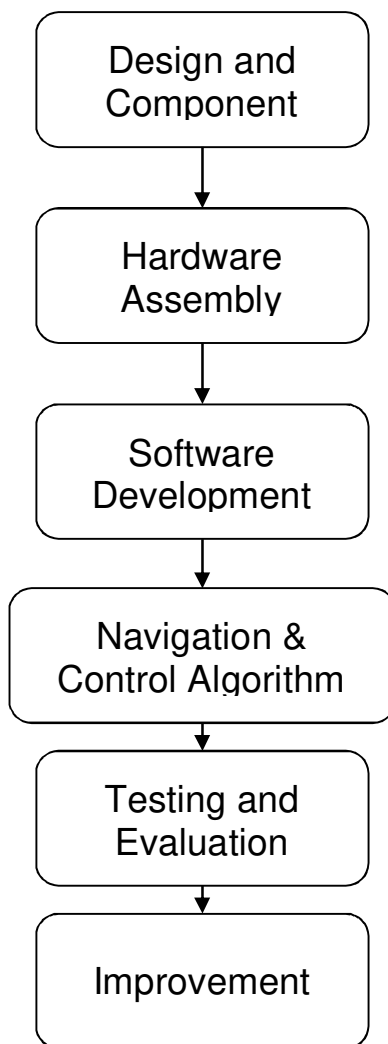 Design and
Component
Hardware
Assembly
Software
Development
Navigation &
Control Algorithm
Testing and
Evaluation
Improvement